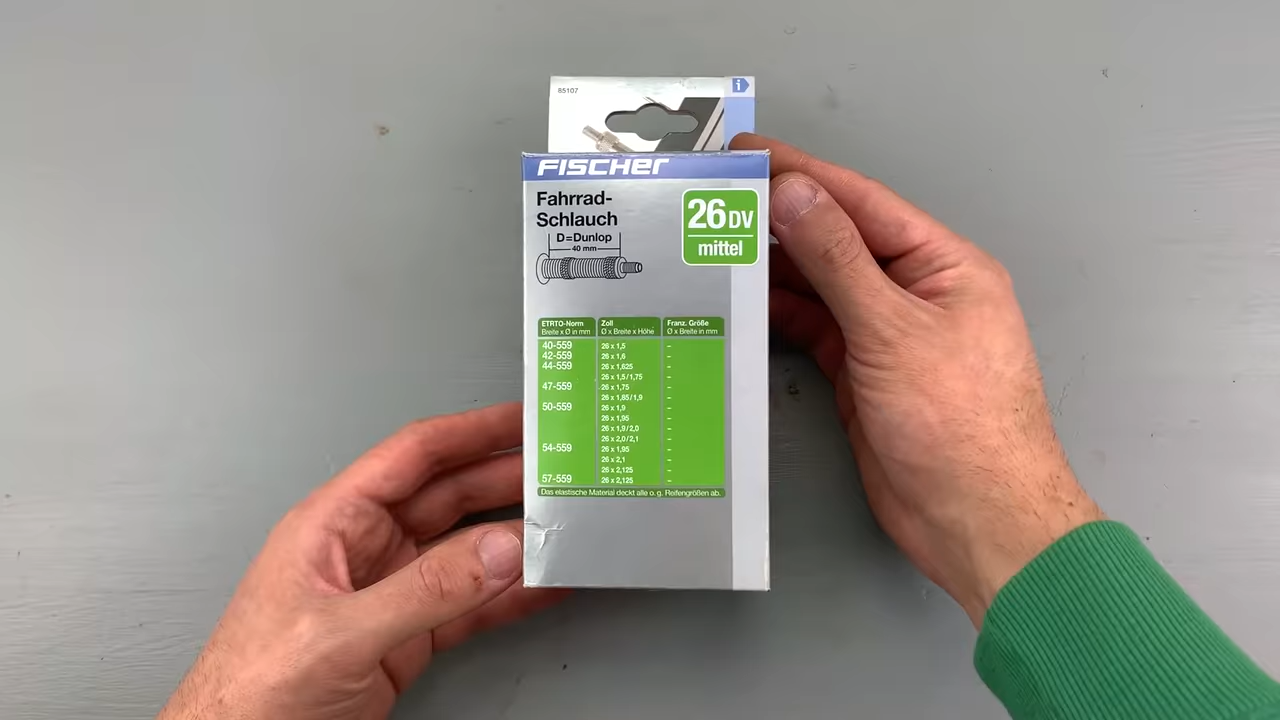 85107
i
FISCHER
Fahrrad-
Schlauch
D=Dunlop
40 mm
26 DV
mittel
ETRTO-Norm Zoll Franz. Größe
Breite x Ø in mm Ø x Breite x Höhe Ø x Breite in mm
40-559 26 x 1,5 –
42-559 26 x 1,6 –
44-559 26 x 1,625 –
26 x 1,5/1,75 –
47-559 26 x 1,75 –
26 x 1,85/1,9 –
50-559 26 x 1,9 –
26 x 1,95 –
26 x 1,9/2,0 –
26 x 2,0/2,1 –
54-559 26 x 1,95 –
26 x 2,1 –
26 x 2,125 –
57-559 26 x 2,125 –
Das elastische Material deckt alle o. g. Reifengrößen ab.